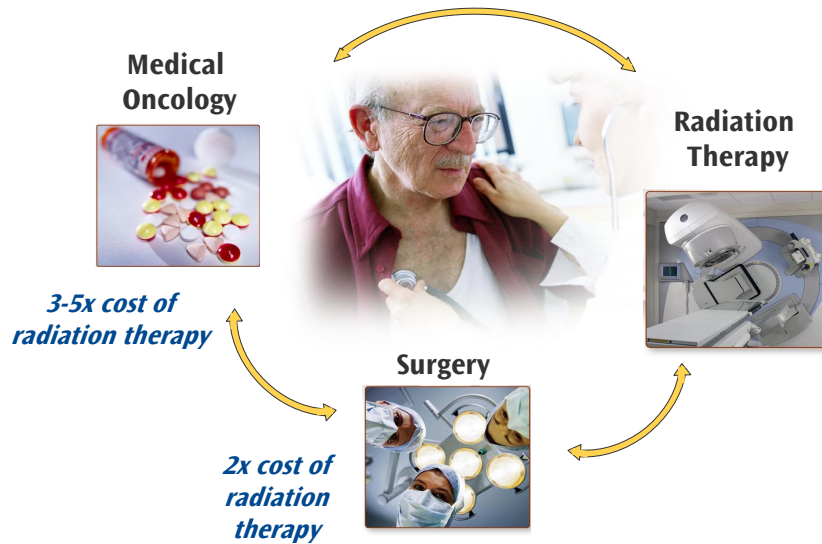 Medical
Oncology
Radiation
Therapy
3-5x cost of
radiation therapy
Surgery
2x cost of
radiation
therapy